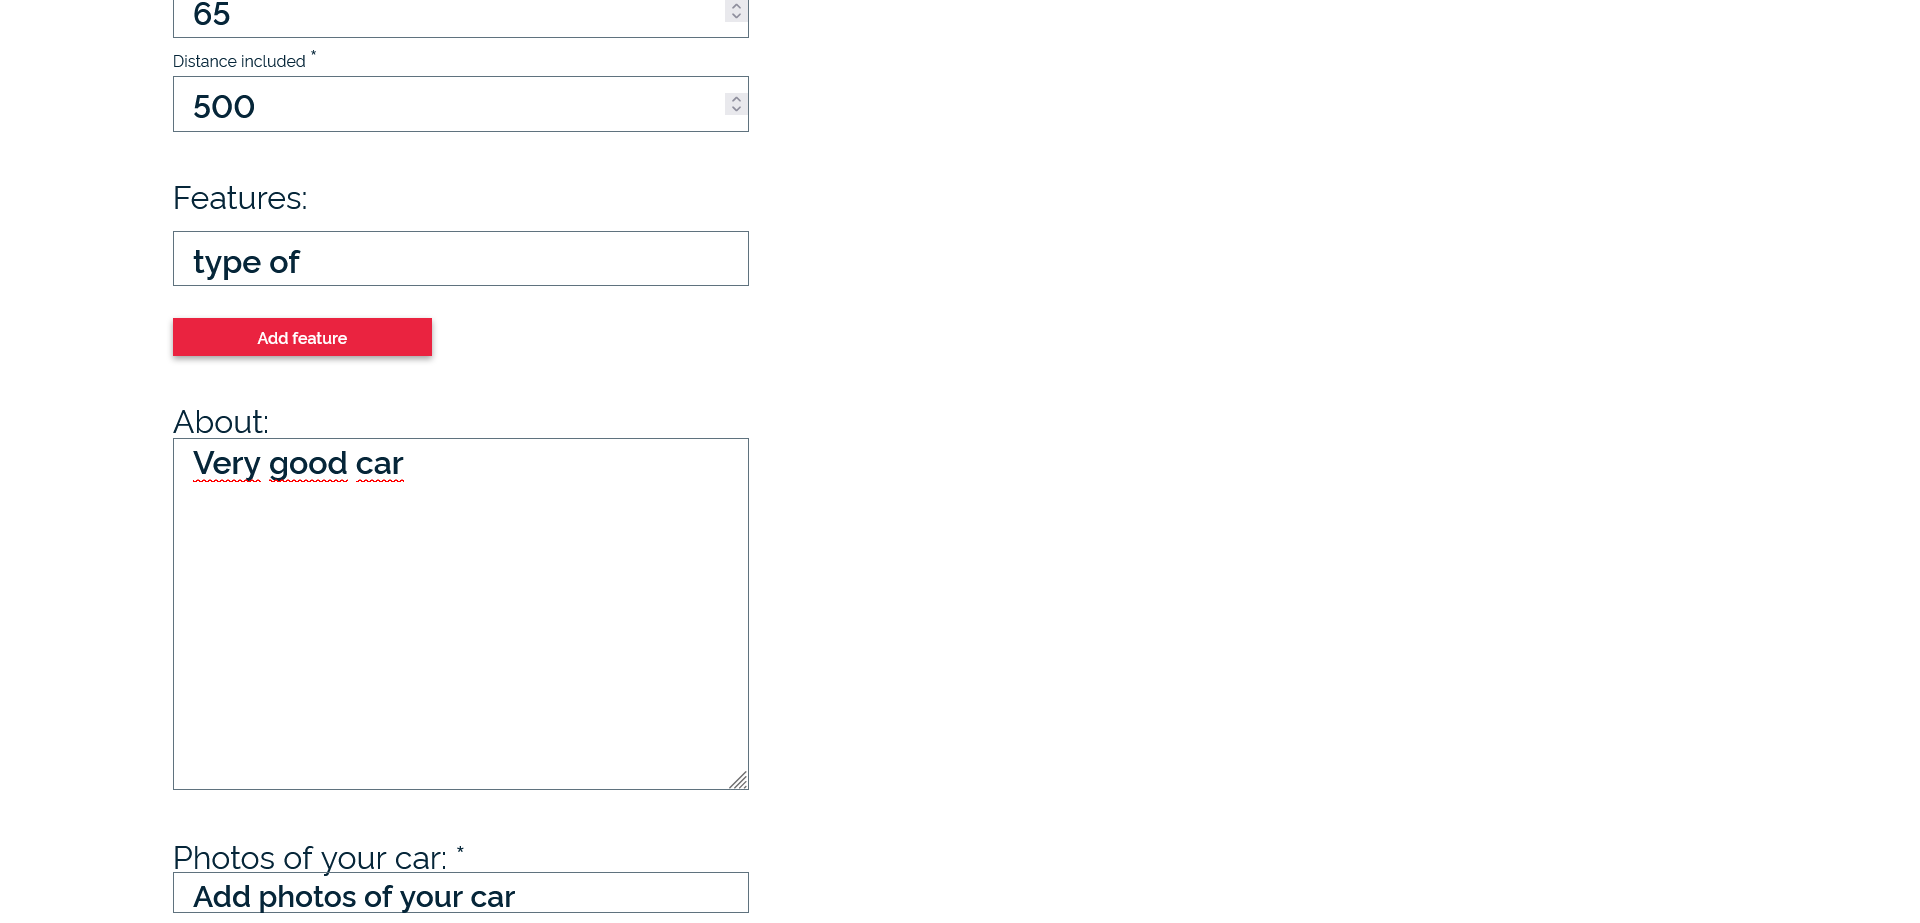 65
Distance included *
500
Features:
type of
Add feature
About:
Very good car
Photos of your car: *
Add photos of your car